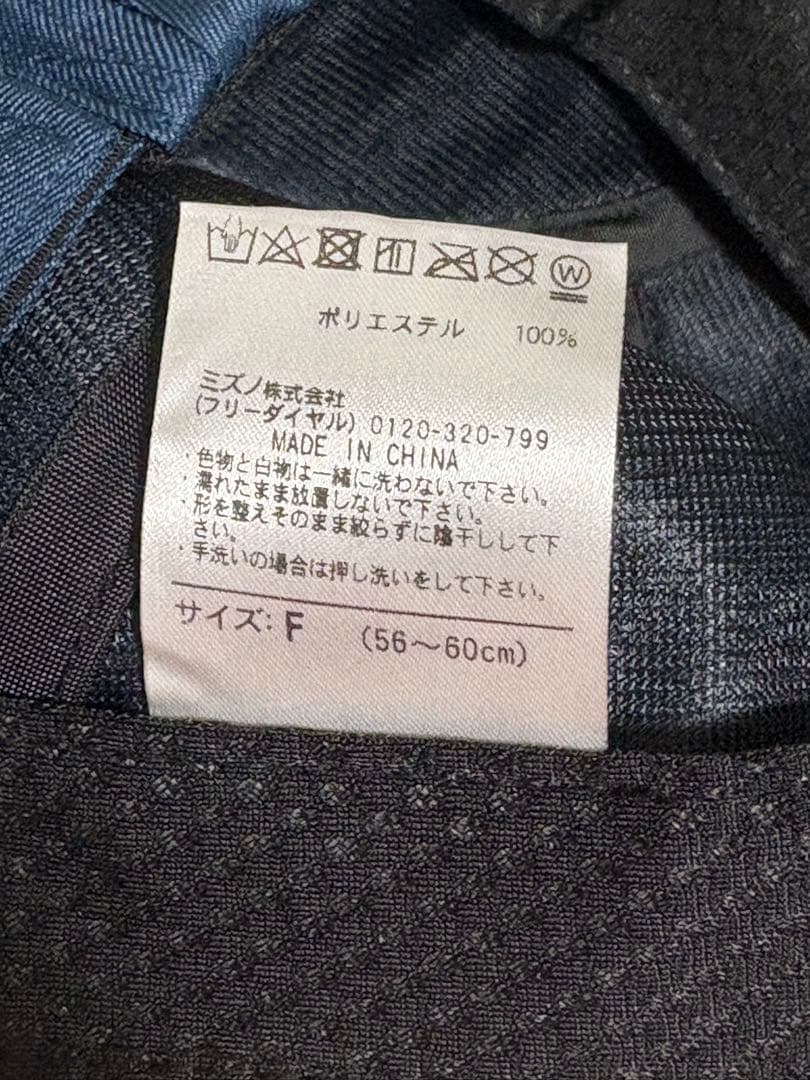 W
ポリエステル 100%
ミズノ株式会社
(フリーダイヤル) 0120-320-799
MADE IN CHINA
・色物と白物は一緒に洗わないで下さい。
・濡れたまま放置しないで下さい。
・形を整えそのまま絞らずに陰干しして下
さい。
・手洗いの場合は押し洗いをして下さい。
サイズ: F (56〜60cm)